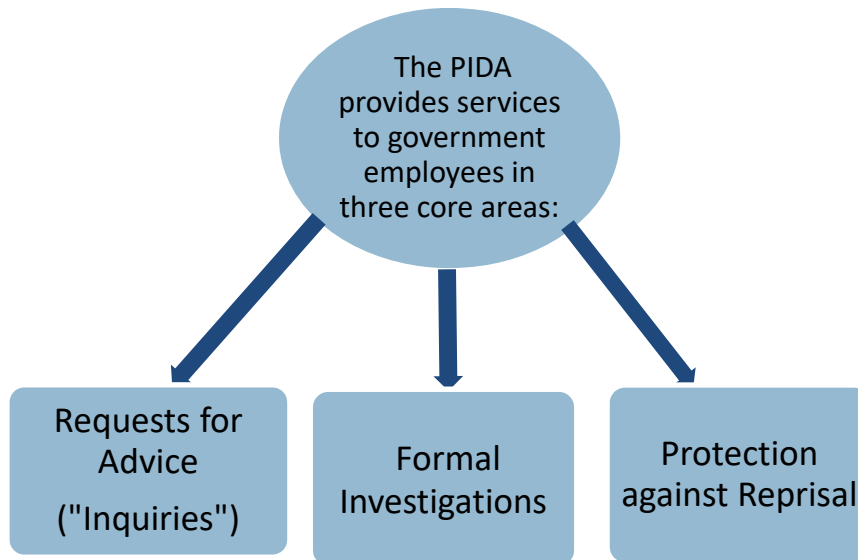 The PIDA
provides services
to government
employees in
three core areas:
Requests for
Advice
("Inquiries")
Formal
Investigations
Protection
against Reprisal